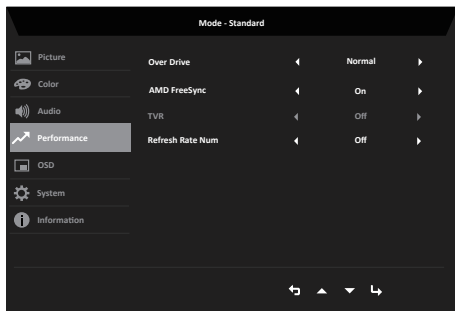 Mode - Standard
Picture
Color
Audio
Performance
OSD
System
Information
Over Drive Normal
AMD FreeSync On
TVR Off
Refresh Rate Num Off